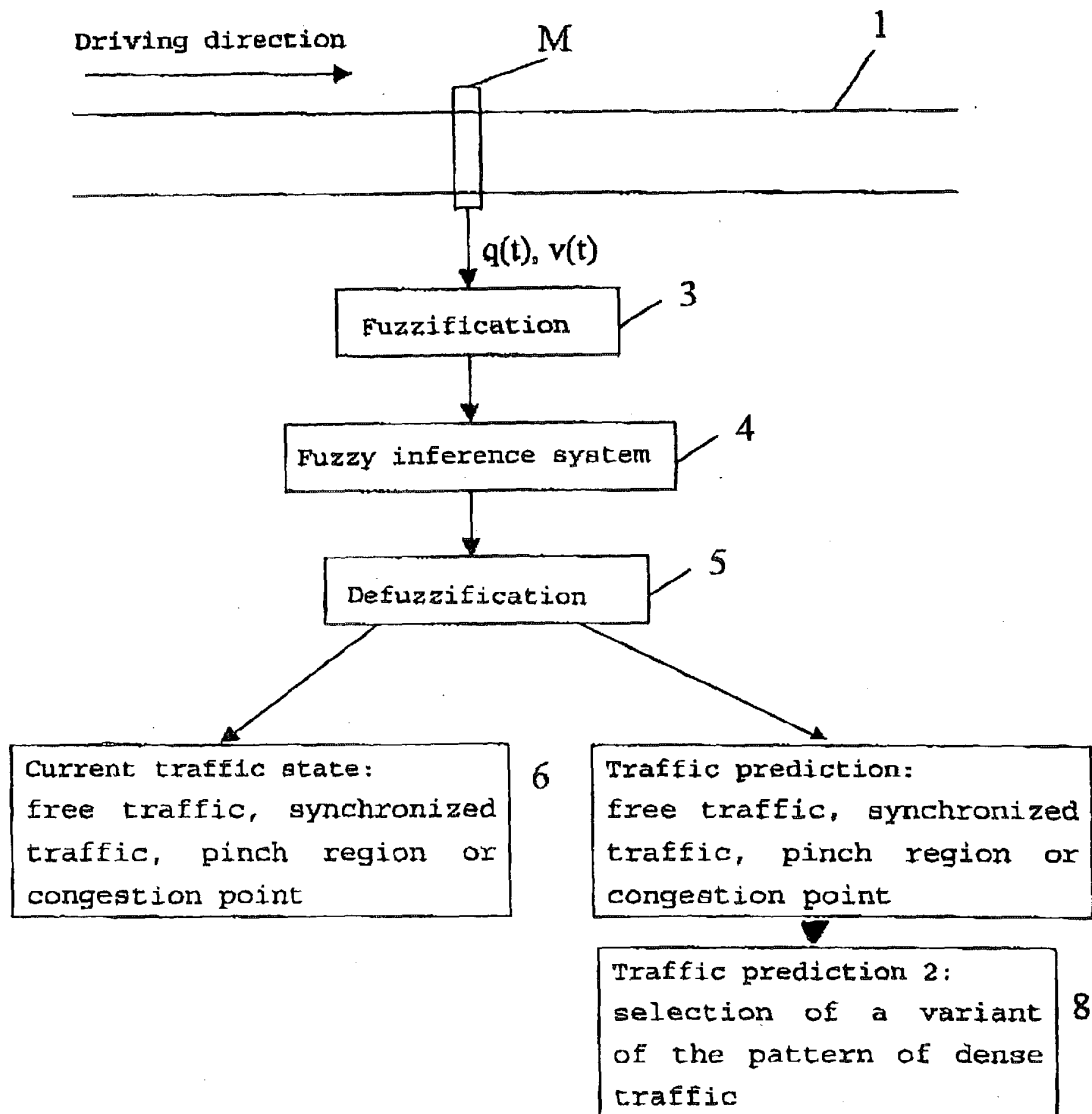 Driving direction
M
1
q(t), v(t)
Fuzzification
3
Fuzzy inference system
4
Defuzzification
5
Current traffic state:
free traffic, synchronized
traffic, pinch region or
congestion point
6
Traffic prediction:
free traffic, synchronized
traffic, pinch region or
congestion point
Traffic prediction 2:
selection of a variant
of the pattern of dense
traffic
8